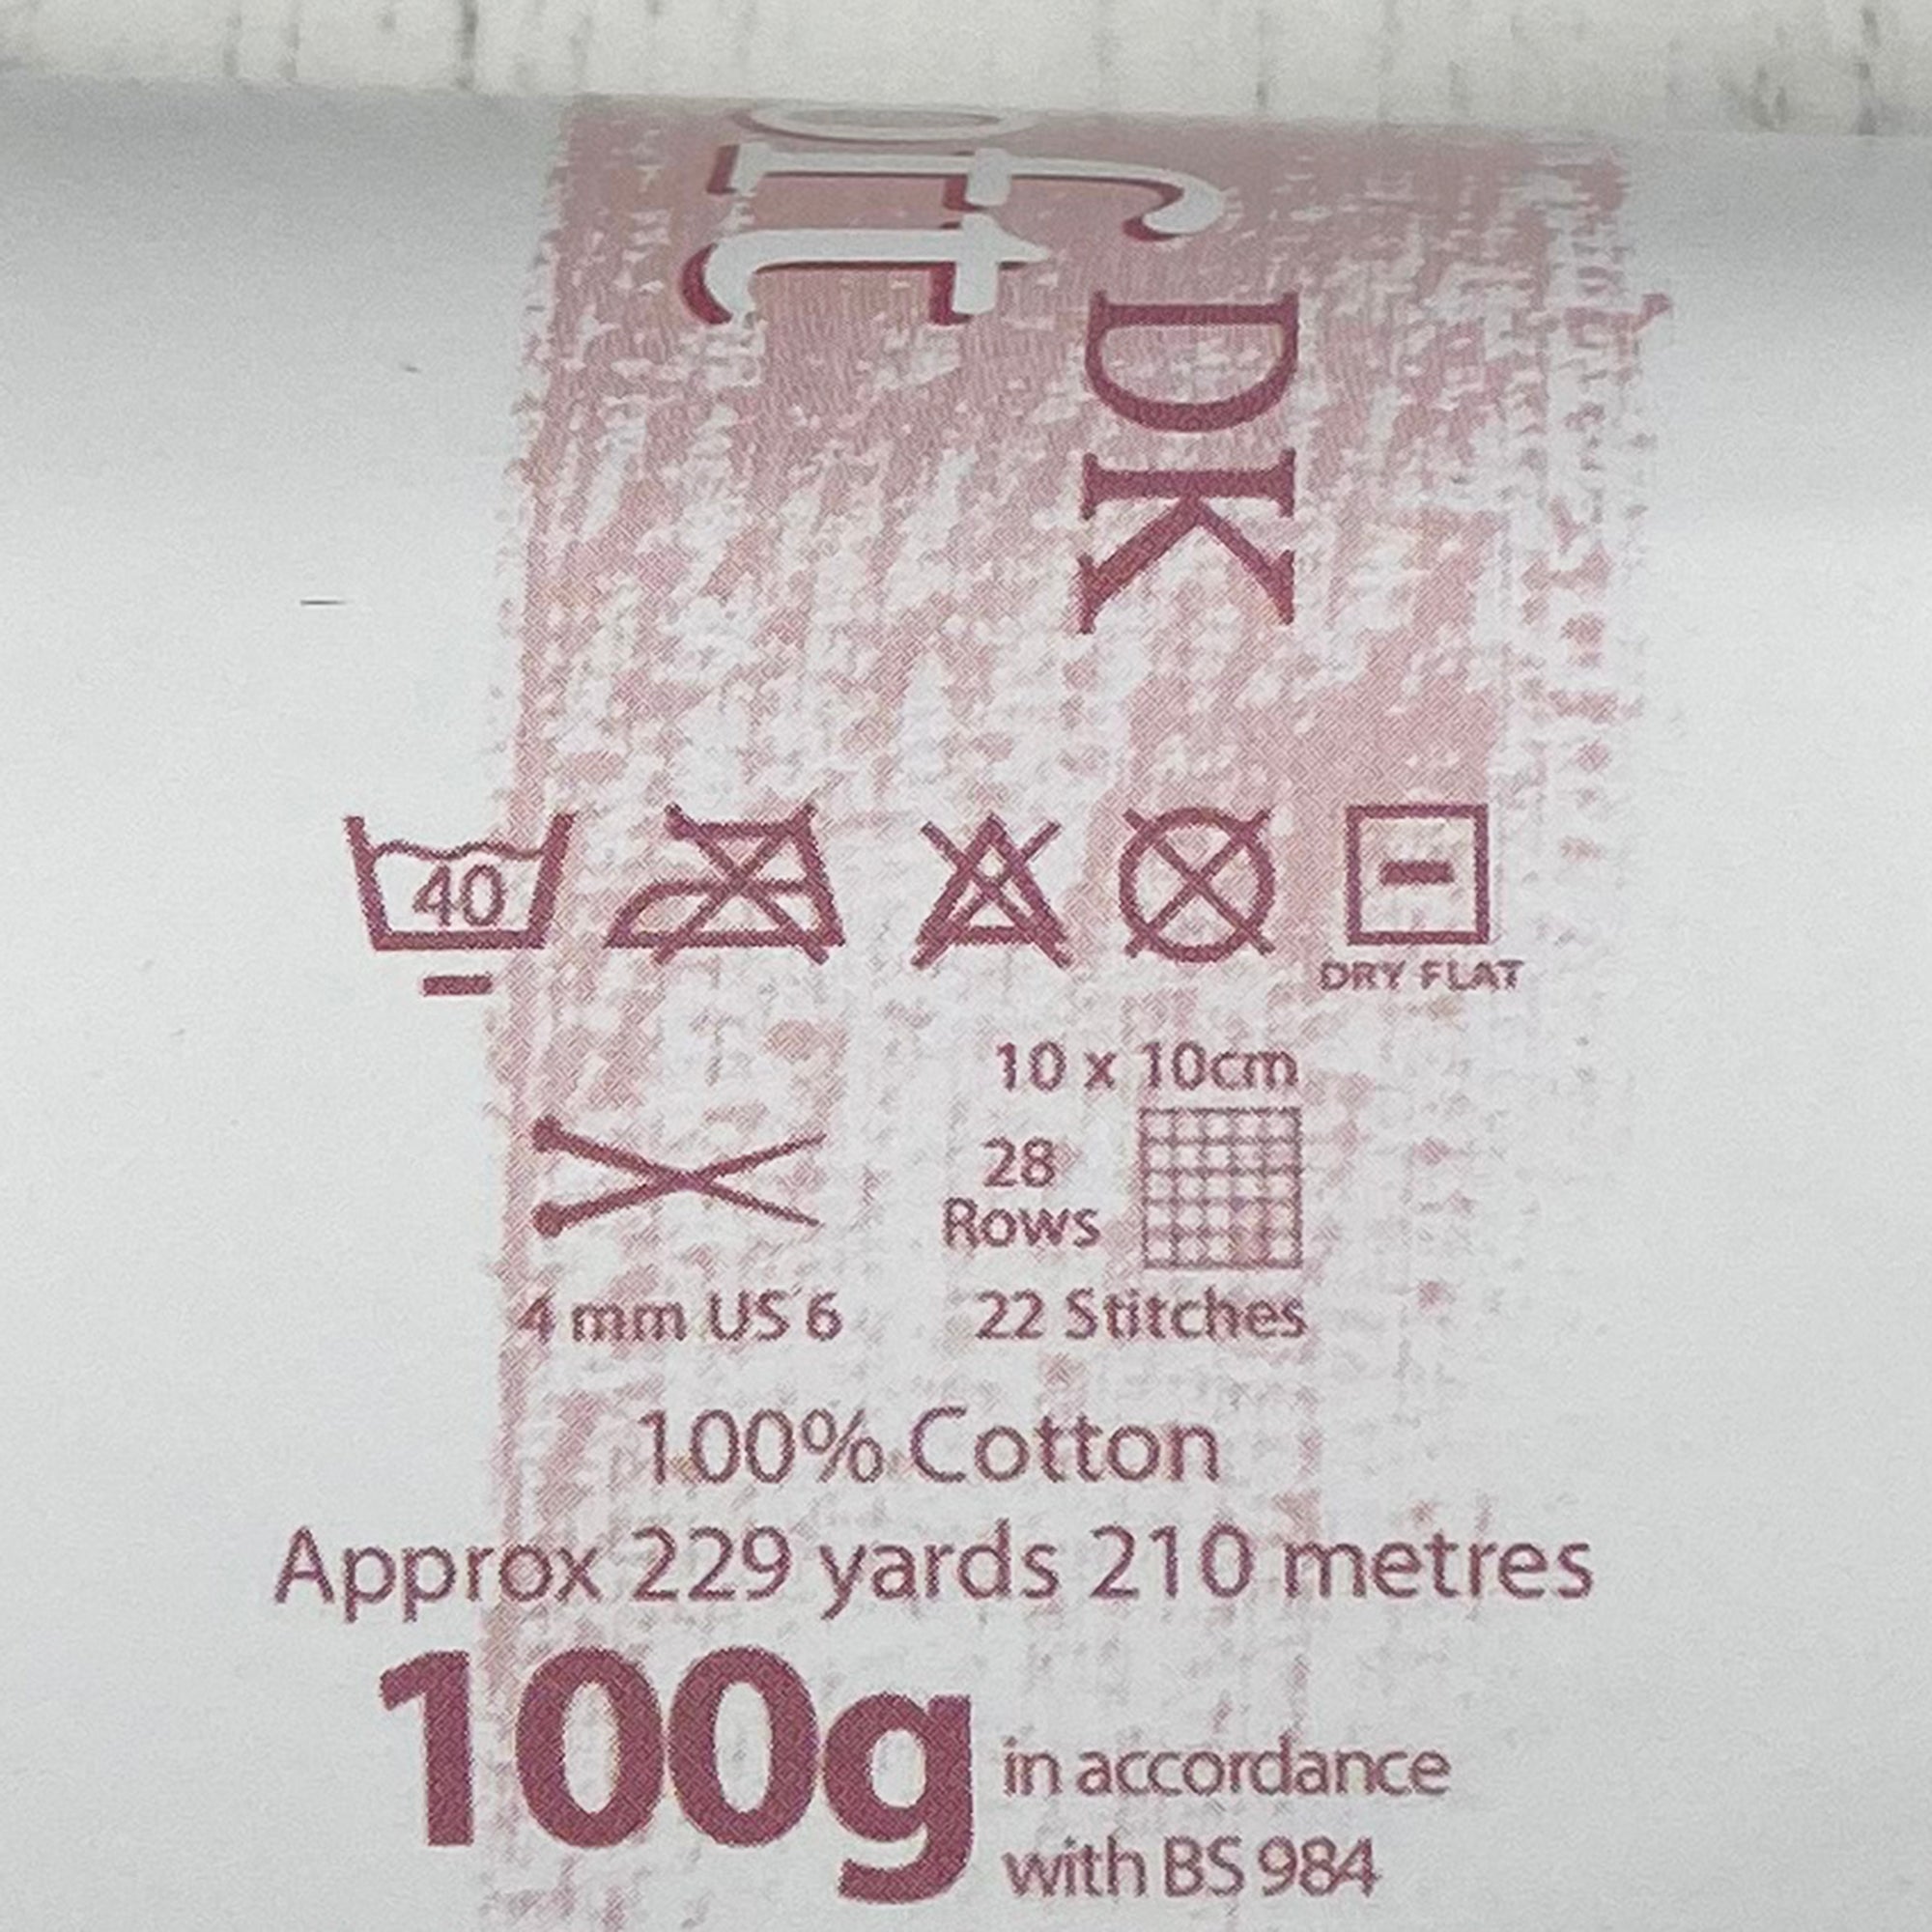 DK
40
DRY FLAT
10 x 10cm
28
Rows
4 mm US 6
22 Stitches
100% Cotton
Approx 229 yards 210 metres
100g
in accordance
with BS 984